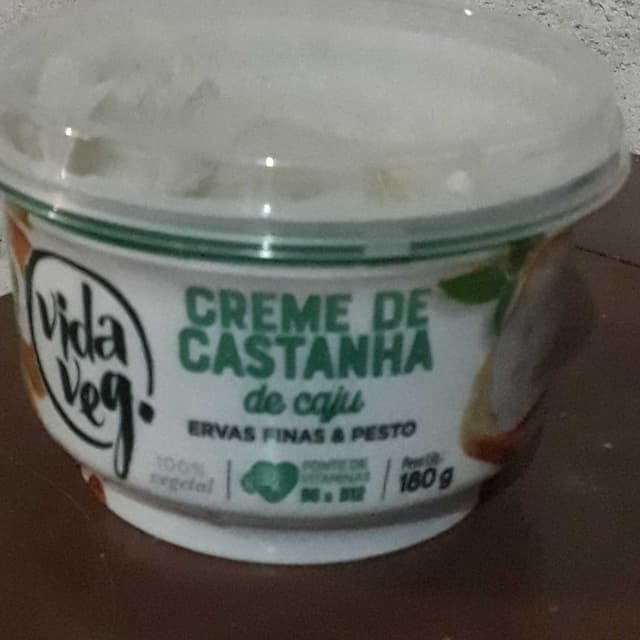 vida
veg.
CREME DE
CASTANHA
de caju
ERVAS FINAS & PESTO
100%
vegetal
FONTE DE
VITAMINAS
B6 e B12
Peso Líq.
180 g